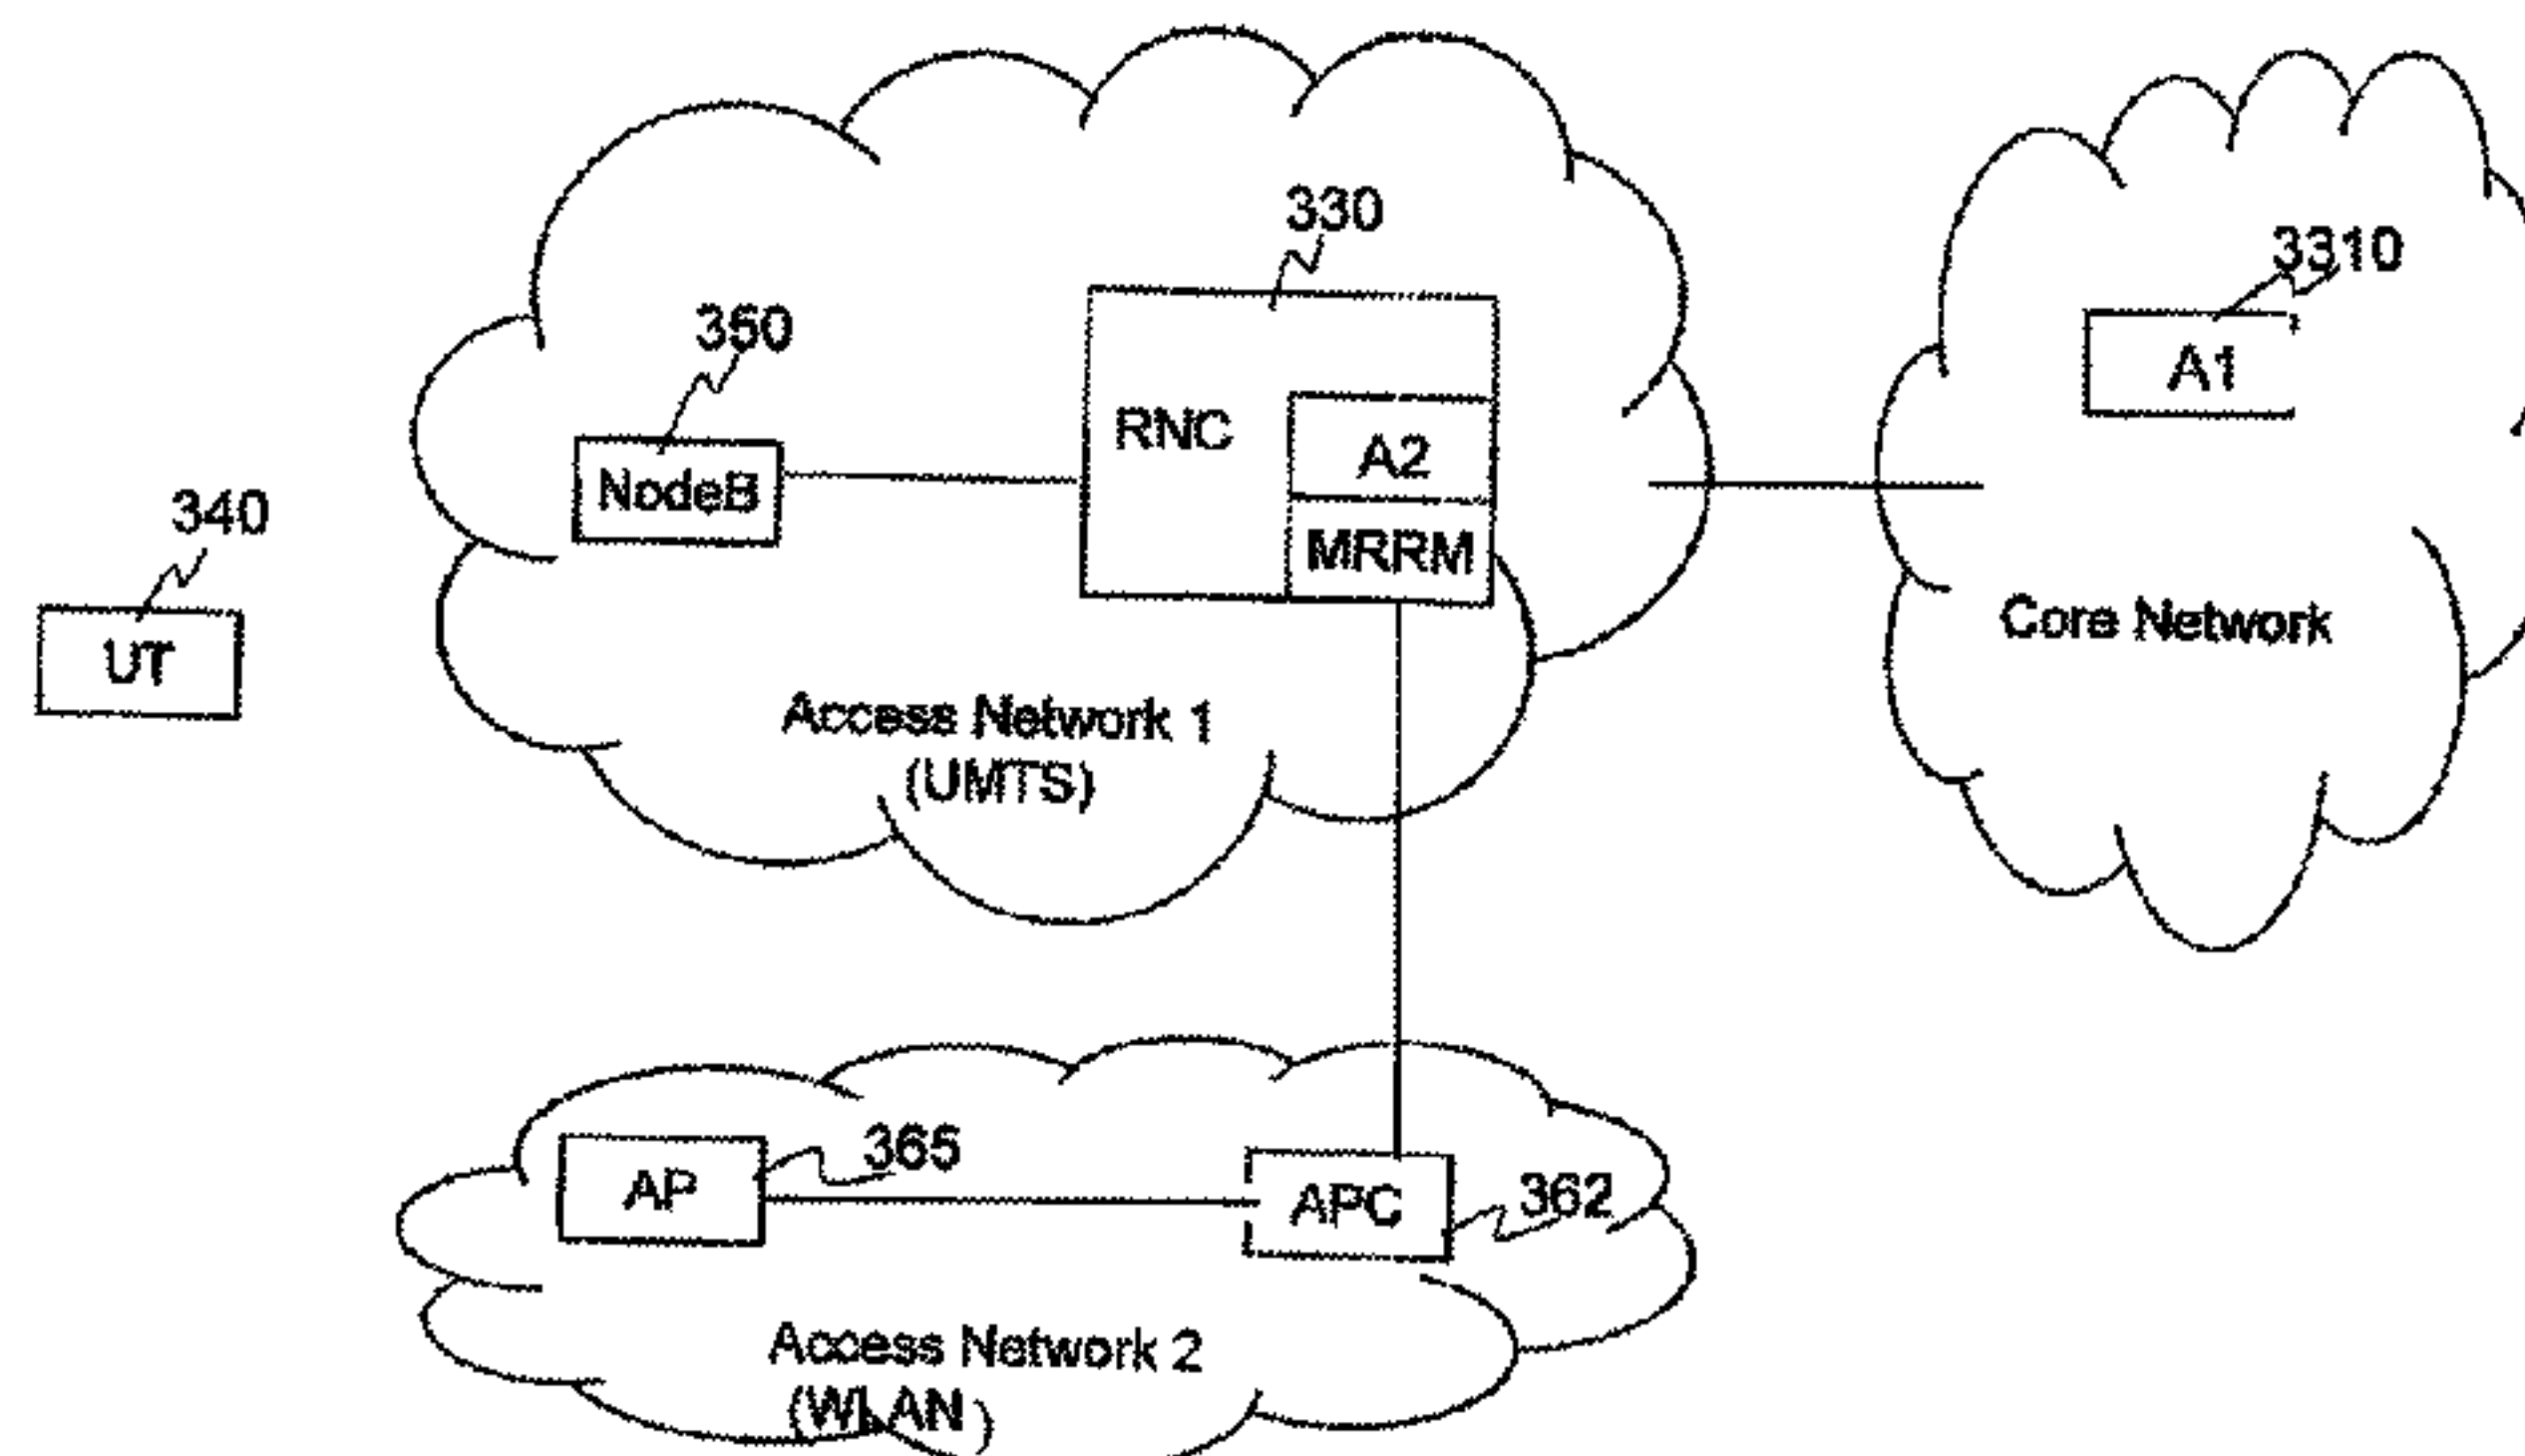 330
3310
350
A1
RNC
A2
NodeB
340
MRRM
UT
Core Network
Access Network 1
(UMTS)
365
AP
362
APC
Access Network 2
(WLAN)